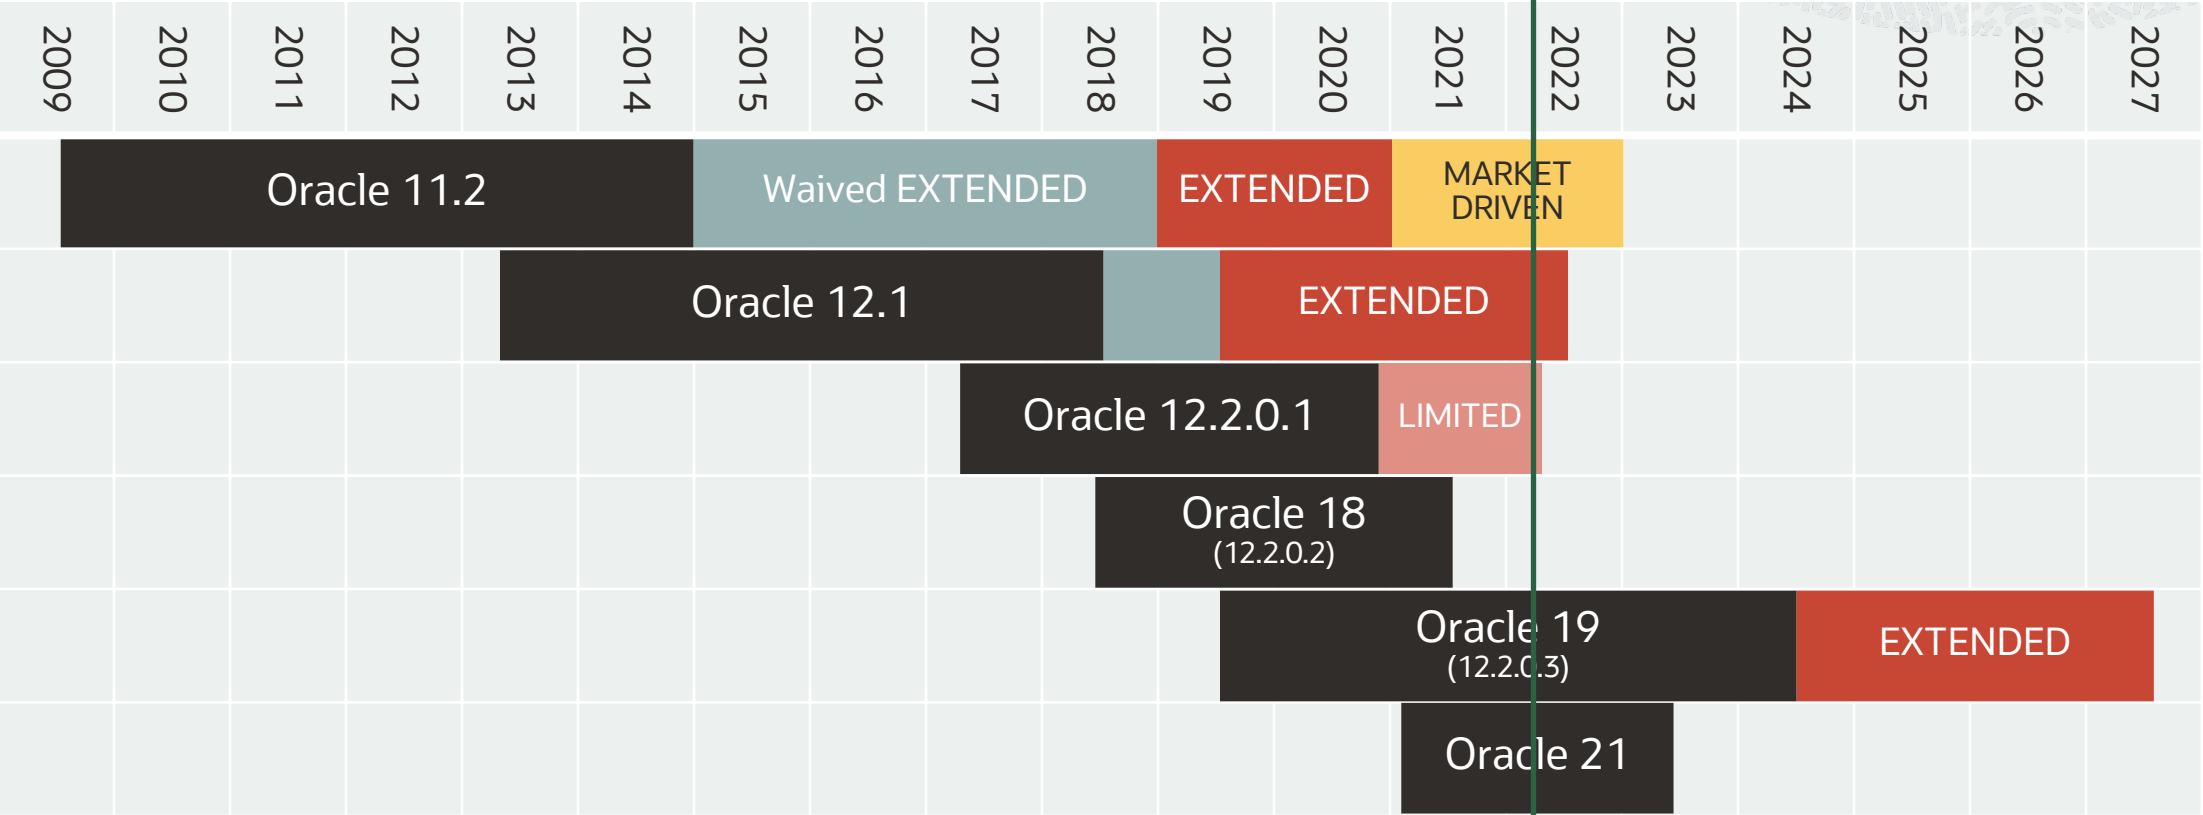 2009
2010
2011
2012
2013
2014
2015
2016
2017
2018
2019
2020
2021
2022
2023
2024
2025
2026
2027
Oracle 11.2
Waived EXTENDED
EXTENDED
MARKET
DRIVEN
Oracle 12.1
EXTENDED
Oracle 12.2.0.1
LIMITED
Oracle 18
(12.2.0.2)
Oracle 19
(12.2.0.3)
EXTENDED
Oracle 21